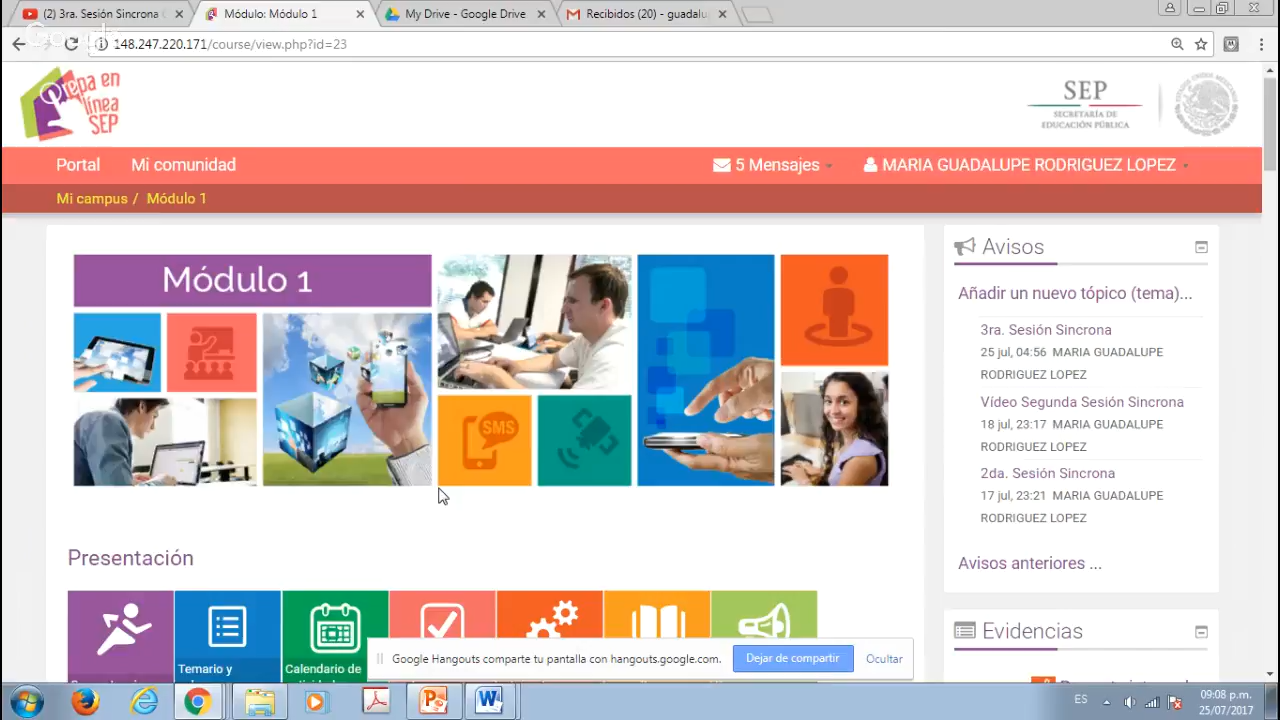 (2) 3ra. Sesión Sincrona
Módulo: Módulo 1
My Drive - Google Drive
Recibidos (20) - guadalu
Google
148.247.220.171/course/view.php?id=23
Prepa en
línea
SEP
SEP
SECRETARÍA DE
EDUCACIÓN PÚBLICA
Portal
Mi comunidad
5 Mensajes
MARIA GUADALUPE RODRIGUEZ LOPEZ
Mi campus / Módulo 1
Módulo 1
SMS
Avisos
Añadir un nuevo tópico (tema)...
3ra. Sesión Sincrona
25 jul, 04:56 MARIA GUADALUPE
RODRIGUEZ LOPEZ
Vídeo Segunda Sesión Sincrona
18 jul, 23:17 MARIA GUADALUPE
RODRIGUEZ LOPEZ
2da. Sesión Sincrona
17 jul, 23:21 MARIA GUADALUPE
RODRIGUEZ LOPEZ
Avisos anteriores ...
Presentación
Temario y
Calendario de
Evidencias
Google Hangouts comparte tu pantalla con hangouts.google.com.
Dejar de compartir
Ocultar
ES
09:08 p.m.
25/07/2017